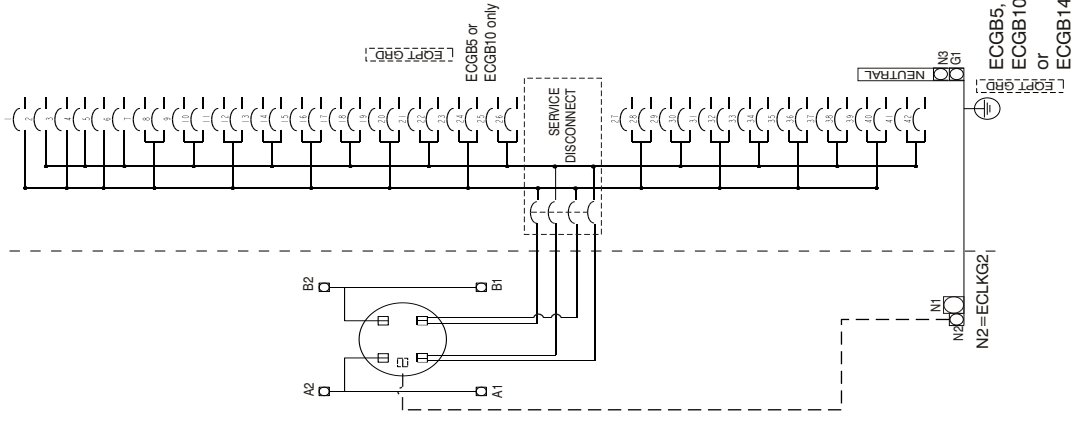 1
2
3
4
5
6
7
8
9
10
11
12
13
14
15
16
17
18
19
20
21
22
23
24
25
26
27
28
29
30
31
32
33
34
35
36
37
38
39
40
41
42
EQPT GRD
ECGB5 or
ECGB10 only
SERVICE
DISCONNECT
B2
B1
A2
A1
NEUTRAL
N3
G1
N1
N2
N2=ECLKG2
EQPT GRD
ECGB5,
ECGB10
or
ECGB14